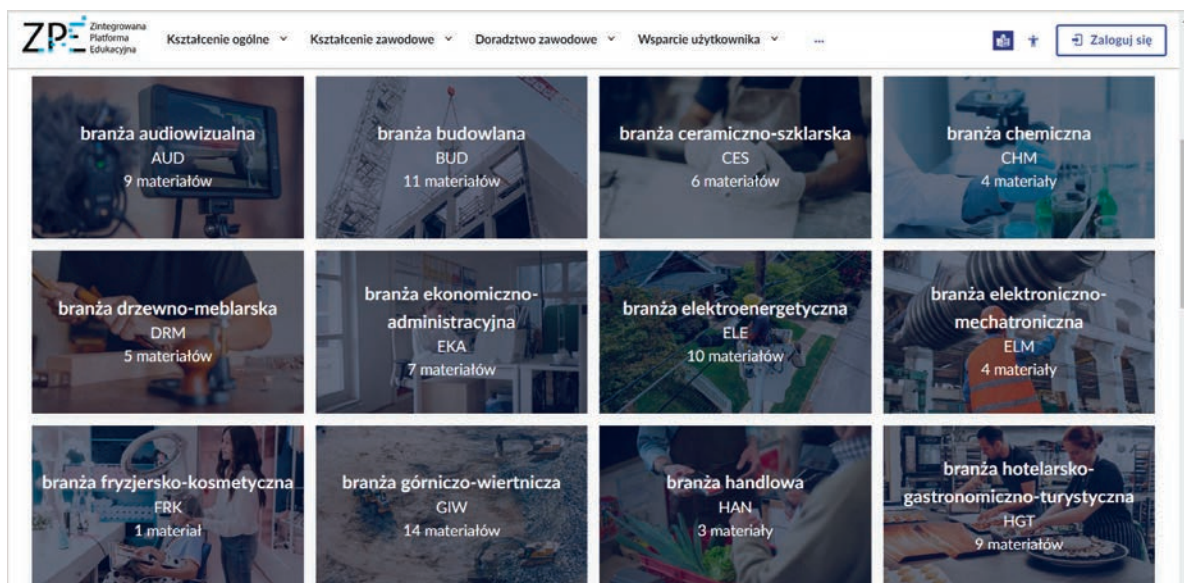 ZPE Zintegrowana
Platforma
Edukacyjna
Kształcenie ogólne
Kształcenie zawodowe
Doradztwo zawodowe
Wsparcie użytkownika
...
Zaloguj się
branża audiowizualna
AUD
9 materiałów
branża budowlana
BUD
11 materiałów
branża ceramiczno-szklarska
CES
6 materiałów
branża chemiczna
CHM
4 materiały
branża drzewno-meblarska
DRM
5 materiałów
branża ekonomiczno-
administracyjna
EKA
7 materiałów
branża elektroenergetyczna
ELE
10 materiałów
branża elektroniczno-
mechatroniczna
ELM
4 materiały
branża fryzjersko-kosmetyczna
FRK
1 materiał
branża górniczo-wiertnicza
GIW
14 materiałów
branża handlowa
HAN
3 materiały
branża hotelarsko-
gastronomiczno-turystyczna
HGT
9 materiałów